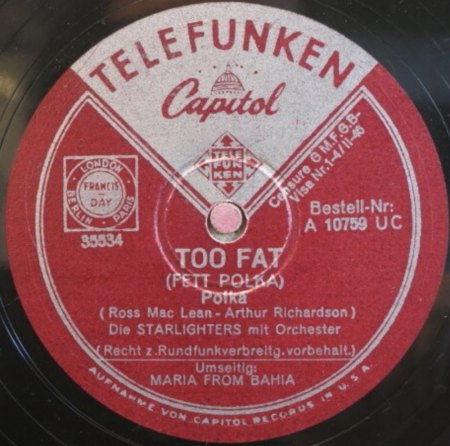 TELEFUNKEN
Capitol
TELE
FUN
KEN
Censure G.M.F.G.B-
Visa Nr.1-4/II-46
LONDON
FRANCIS-
DAY
BERLIN - PARIS
35534
Bestell-Nr:
A 10759 UC
TOO FAT
(FETT POLKA)
Polka
(Ross Mac Lean-Arthur Richardson)
Die STARLIGHTERS mit Orchester
(Recht z.Rundfunkverbreitg.vorbehalt.)
Umseitig:
MARIA FROM BAHIA
AUFNAHME VON CAPITOL RECORDS IN U.S.A.